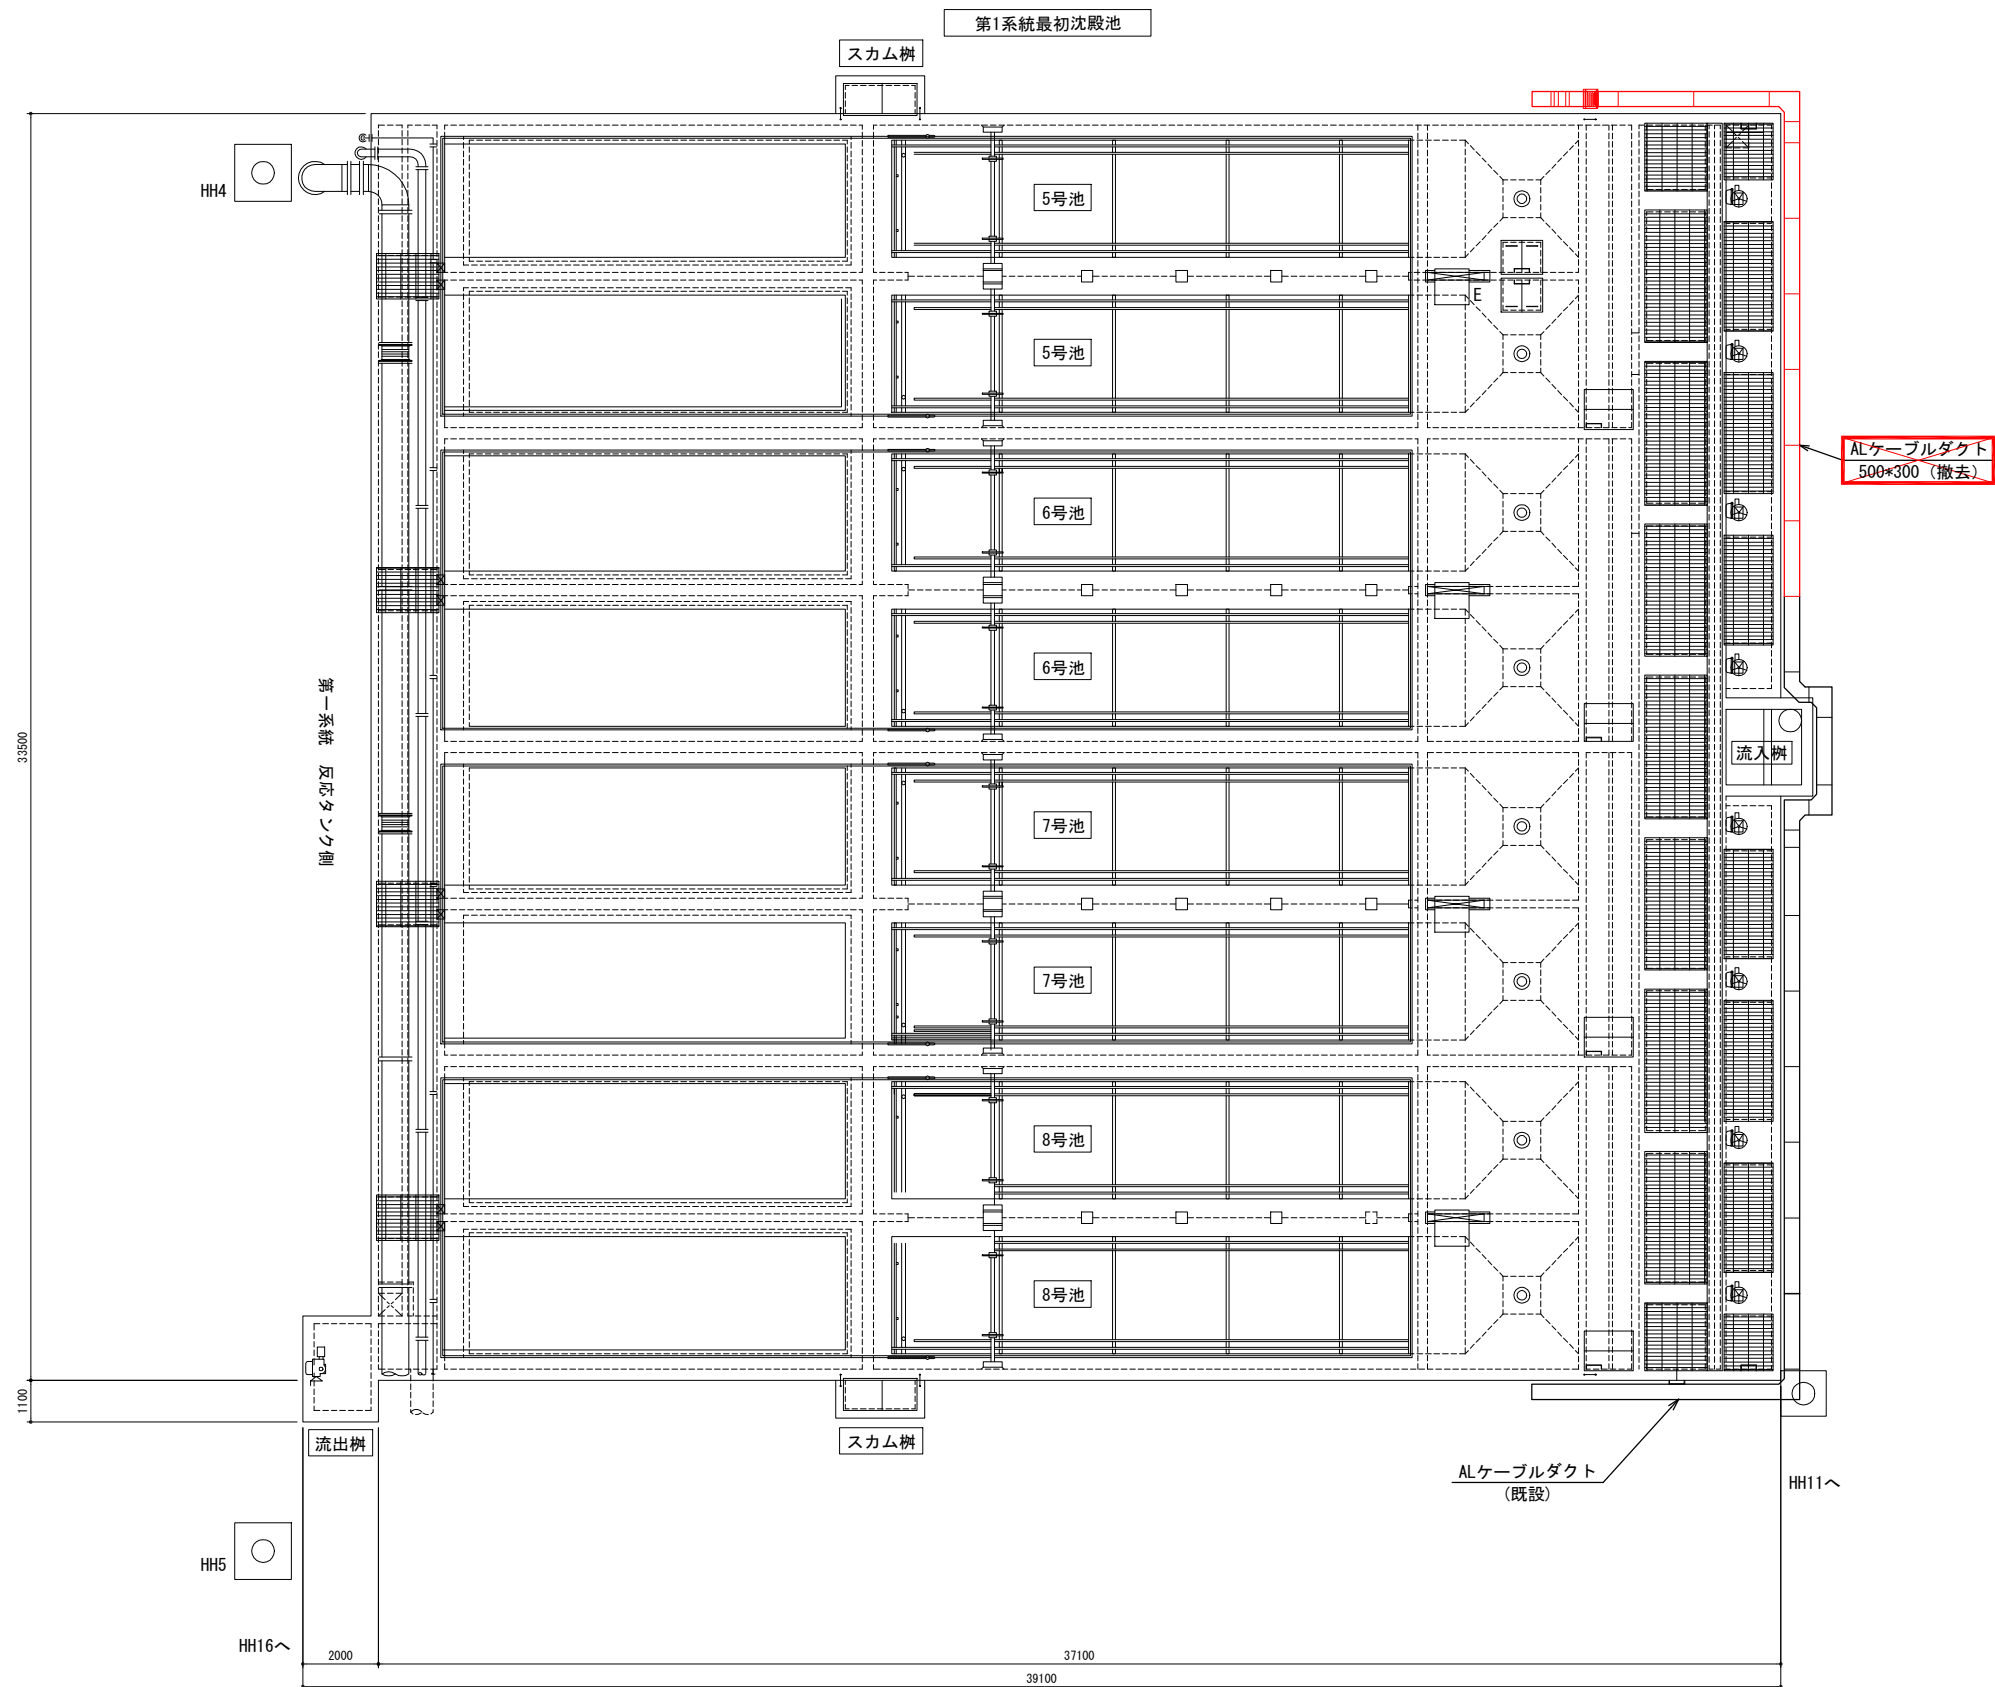 第1系統最初沈殿池
スカム桝
HH4
5号池
E
5号池
ALケーブルダクト
500*300 (撤去)
6号池
6号池
第一系統 反応タンク側
33500
流入桝
7号池
7号池
8号池
8号池
1100
流出桝
スカム桝
ALケーブルダクト
(既設)
HH11へ
HH5
HH16へ
2000
37100
39100